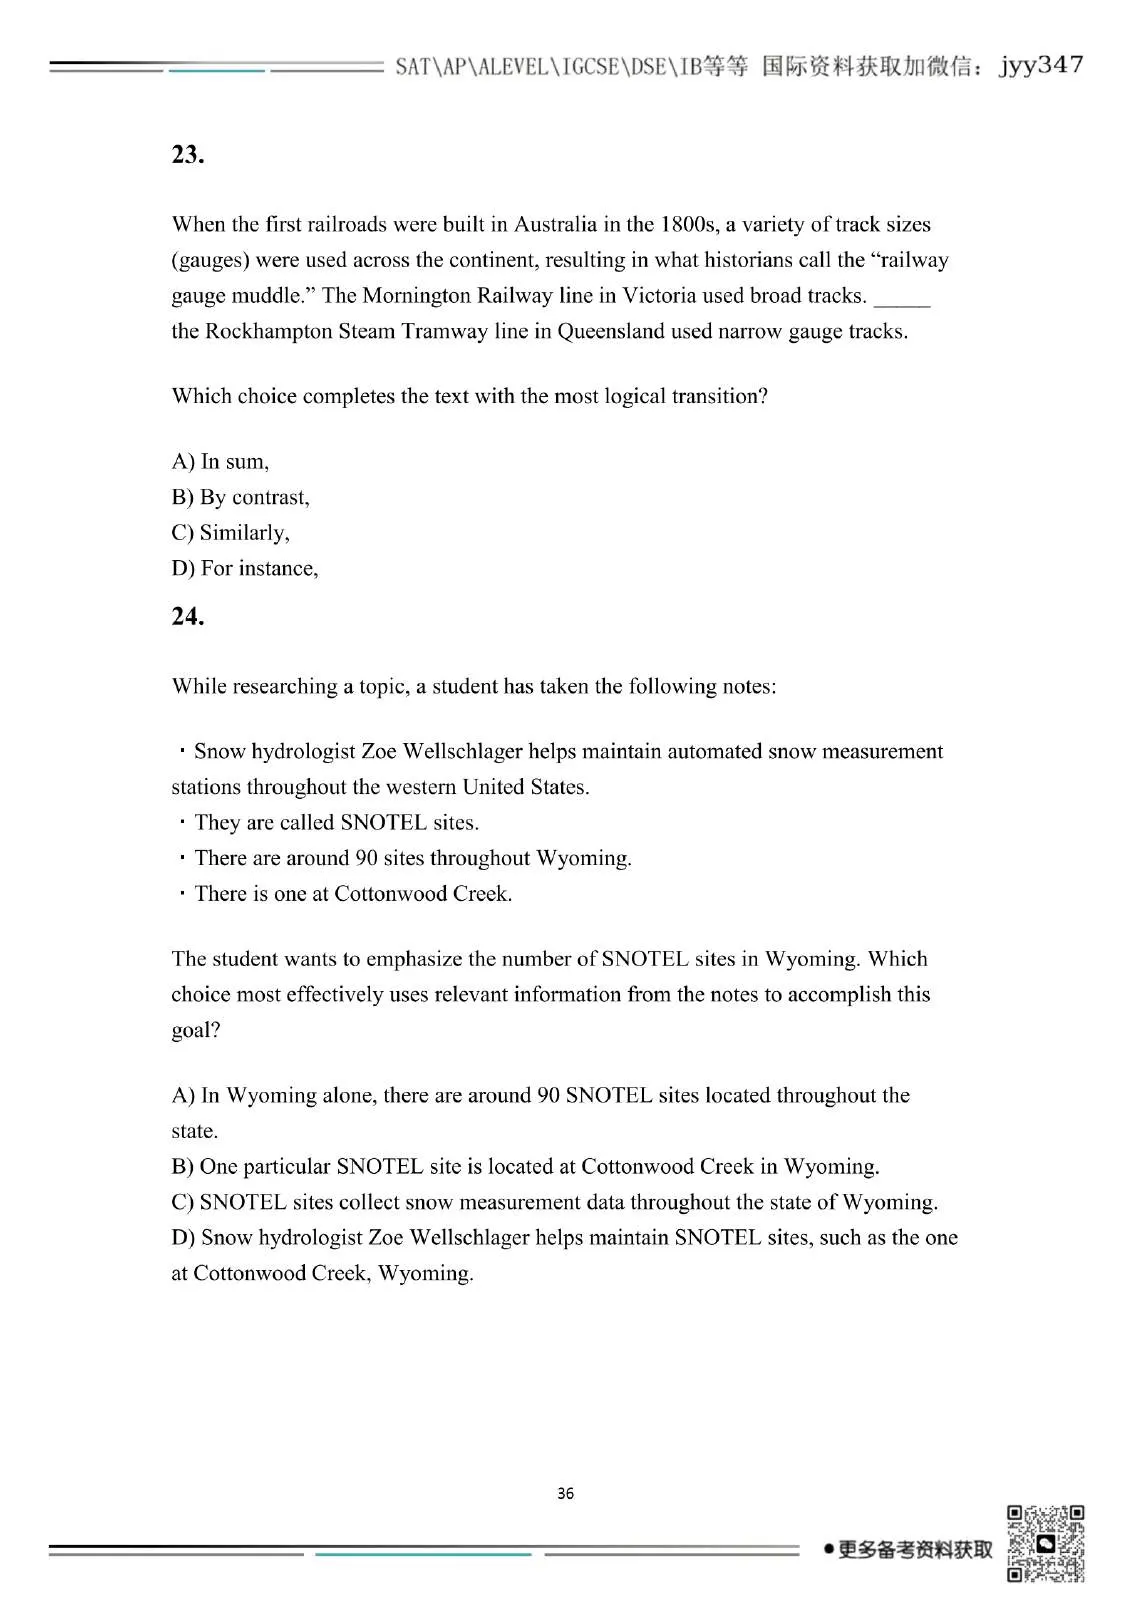 SAT\AP\ALEVEL\IGCSE\DSE\IB等等 国际资料获取加微信： jyy347
23.
When the first railroads were built in Australia in the 1800s, a variety of track sizes
(gauges) were used across the continent, resulting in what historians call the “railway
gauge muddle.” The Mornington Railway line in Victoria used broad tracks. _____
the Rockhampton Steam Tramway line in Queensland used narrow gauge tracks.
Which choice completes the text with the most logical transition?
A) In sum,
B) By contrast,
C) Similarly,
D) For instance,
24.
While researching a topic, a student has taken the following notes:
・Snow hydrologist Zoe Wellschlager helps maintain automated snow measurement
stations throughout the western United States.
・They are called SNOTEL sites.
・There are around 90 sites throughout Wyoming.
・There is one at Cottonwood Creek.
The student wants to emphasize the number of SNOTEL sites in Wyoming. Which
choice most effectively uses relevant information from the notes to accomplish this
goal?
A) In Wyoming alone, there are around 90 SNOTEL sites located throughout the
state.
B) One particular SNOTEL site is located at Cottonwood Creek in Wyoming.
C) SNOTEL sites collect snow measurement data throughout the state of Wyoming.
D) Snow hydrologist Zoe Wellschlager helps maintain SNOTEL sites, such as the one
at Cottonwood Creek, Wyoming.
36
●更多备考资料获取